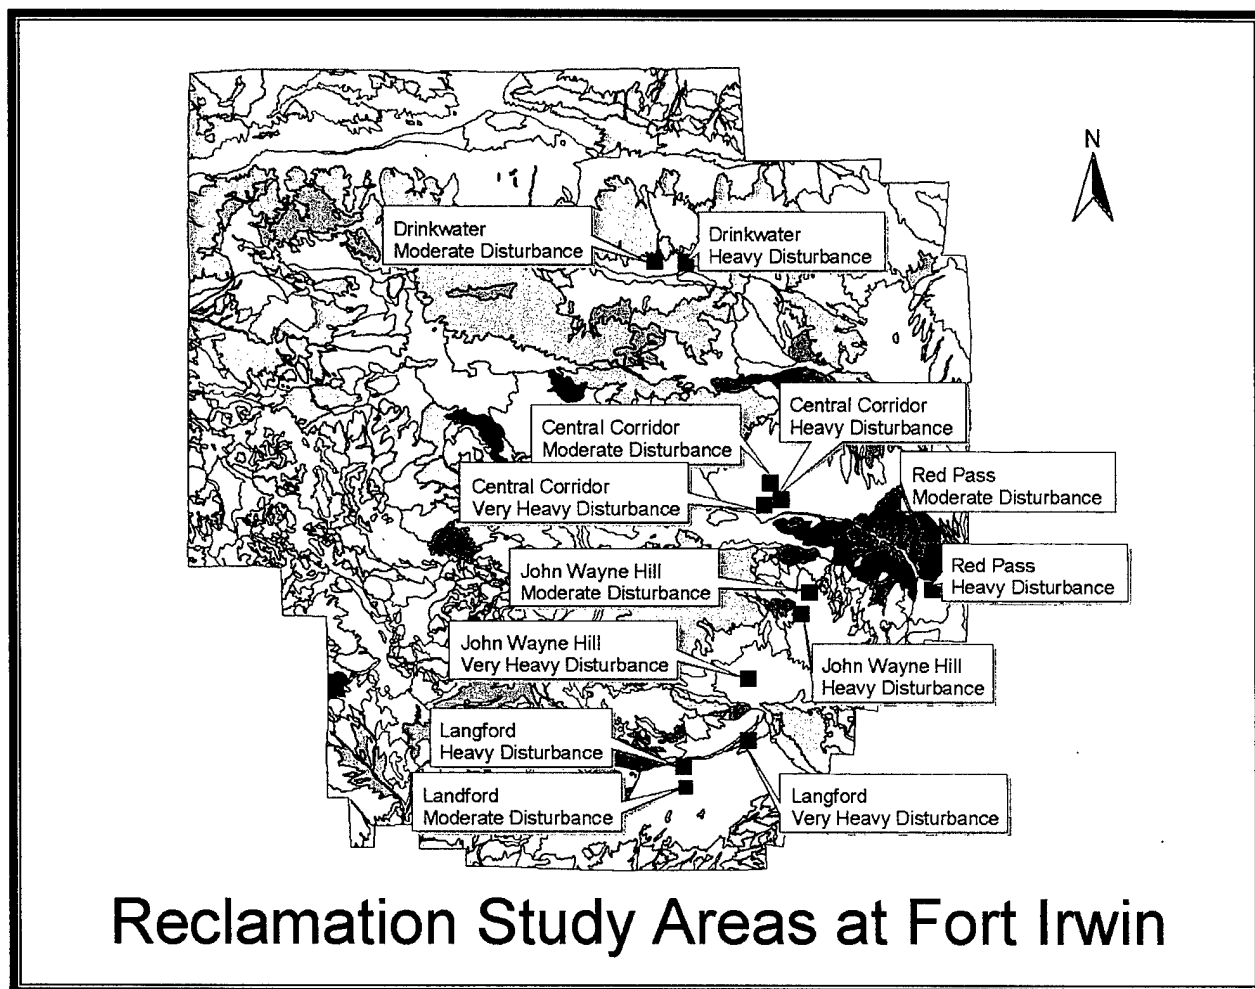 N
Drinkwater
Moderate Disturbance
Drinkwater
Heavy Disturbance
Central Corridor
Moderate Disturbance
Central Corridor
Heavy Disturbance
Central Corridor
Very Heavy Disturbance
Red Pass
Moderate Disturbance
Red Pass
Heavy Disturbance
John Wayne Hill
Moderate Disturbance
John Wayne Hill
Very Heavy Disturbance
John Wayne Hill
Heavy Disturbance
Langford
Heavy Disturbance
Landford
Moderate Disturbance
Langford
Very Heavy Disturbance
Reclamation Study Areas at Fort Irwin